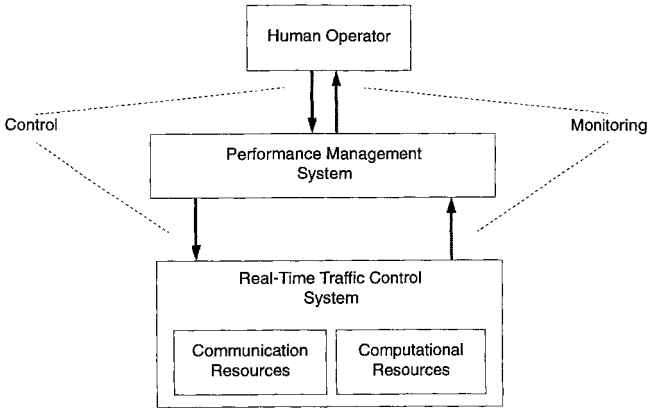 Human Operator
Control
Monitoring
Performance Management
System
Real-Time Traffic Control
System
Communication
Resources
Computational
Resources